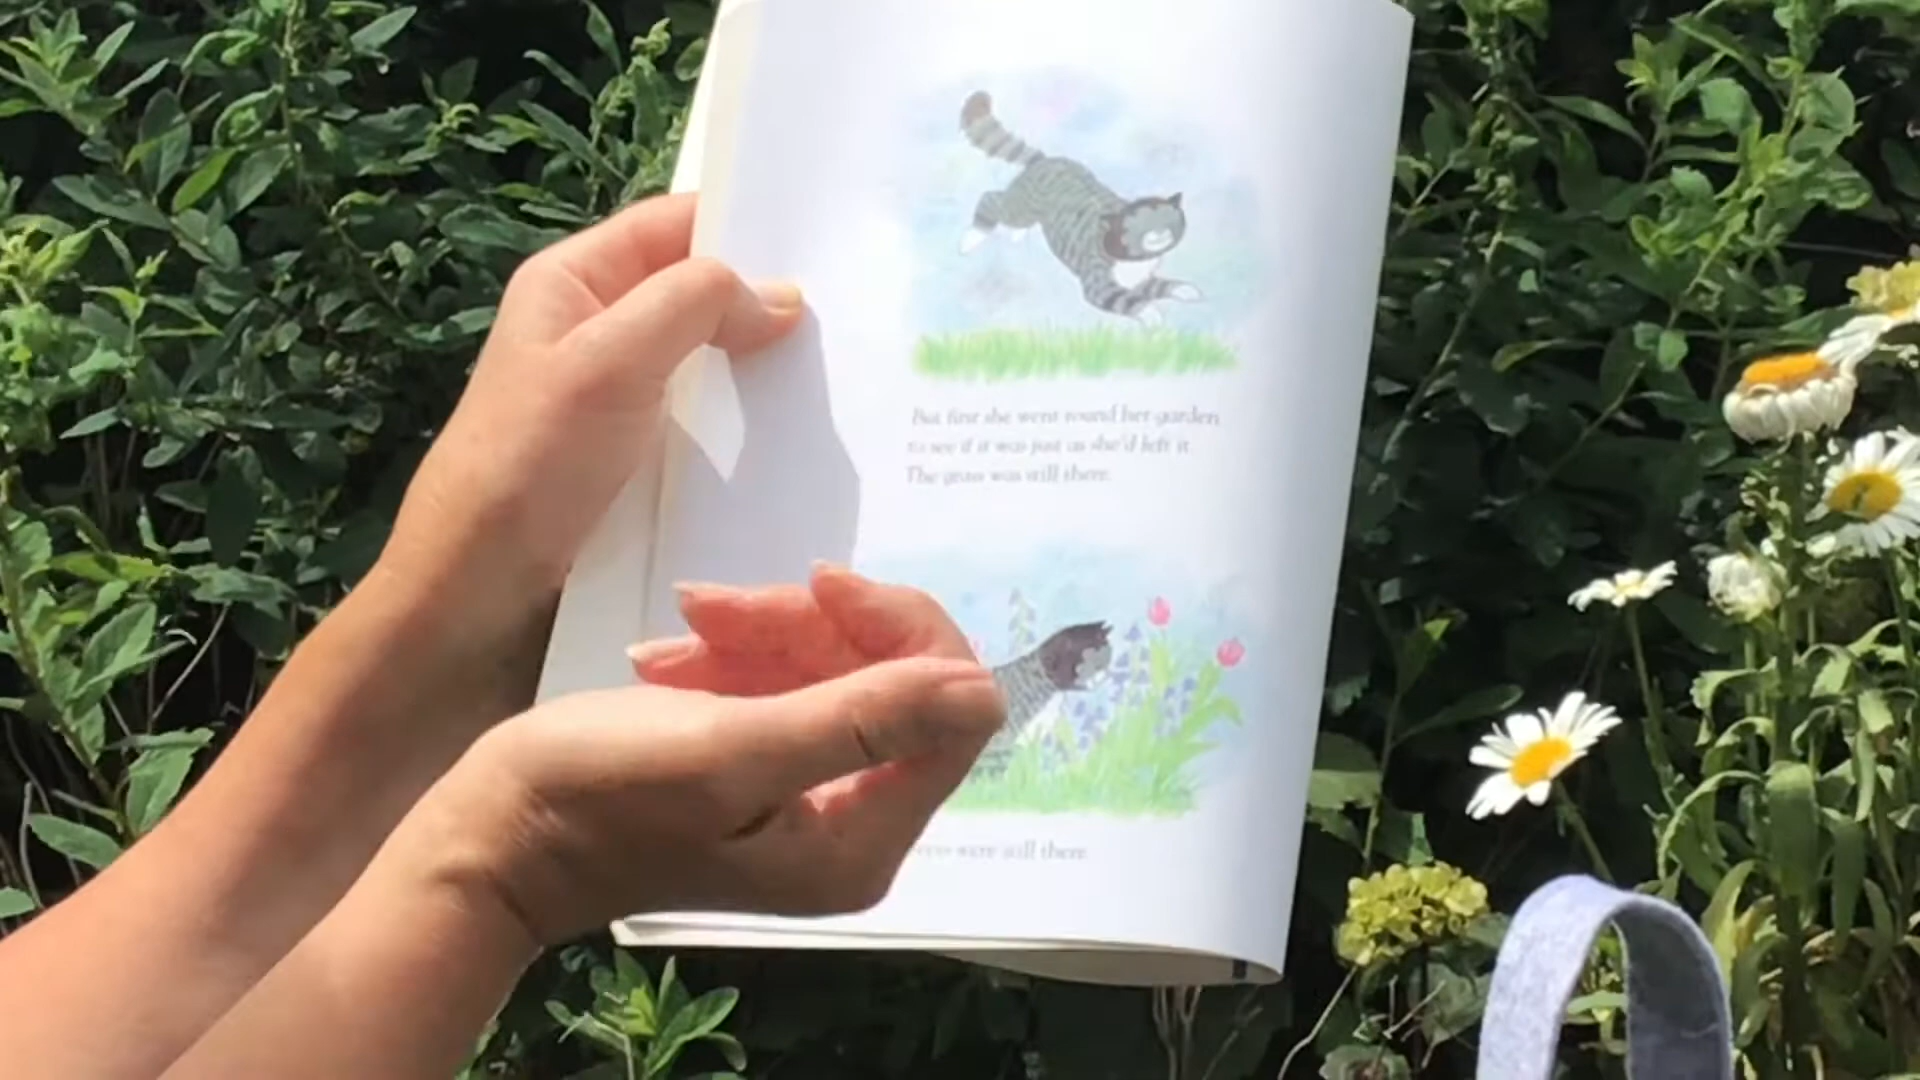 But first she went round her garden
to see if it was just as she'd left it
The grass was still there.
were still there.